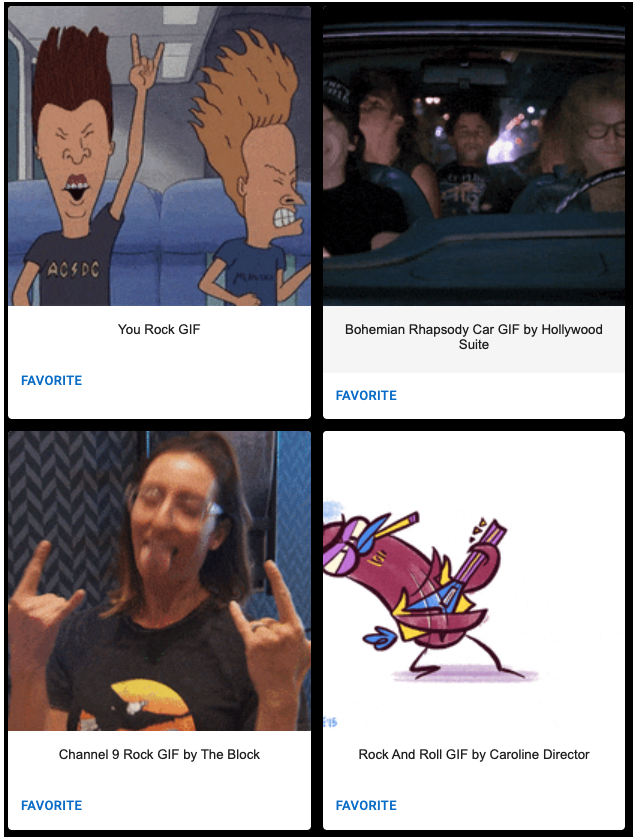 AC⚡DC
You Rock GIF
FAVORITE
Bohemian Rhapsody Car GIF by Hollywood
Suite
FAVORITE
Channel 9 Rock GIF by The Block
FAVORITE
Rock And Roll GIF by Caroline Director
FAVORITE